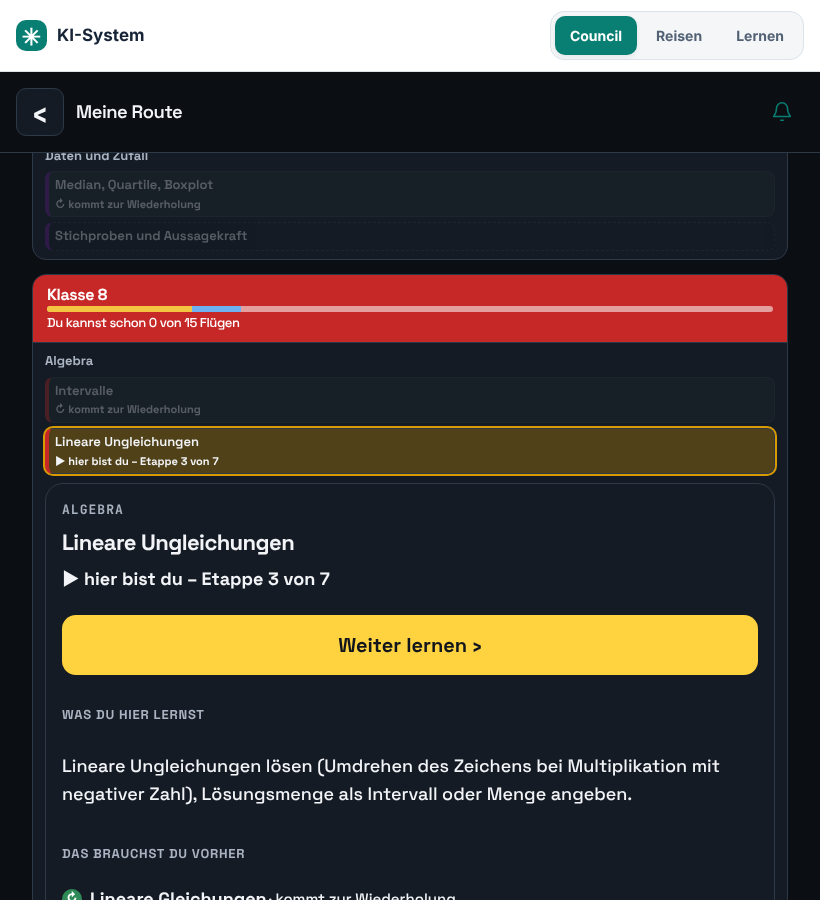 KI-System
Council
Reisen
Lernen
<
Meine Route
Daten und Zufall
Median, Quartile, Boxplot
↻ kommt zur Wiederholung
Stichproben und Aussagekraft
Klasse 8
Du kannst schon 0 von 15 Flügen
Algebra
Intervalle
↻ kommt zur Wiederholung
Lineare Ungleichungen
▶ hier bist du – Etappe 3 von 7
ALGEBRA
Lineare Ungleichungen
▶ hier bist du – Etappe 3 von 7
Weiter lernen >
WAS DU HIER LERNST
Lineare Ungleichungen lösen (Umdrehen des Zeichens bei Multiplikation mit
negativer Zahl), Lösungsmenge als Intervall oder Menge angeben.
DAS BRAUCHST DU VORHER
↻ Lineare Gleichungen · kommt zur Wiederholung